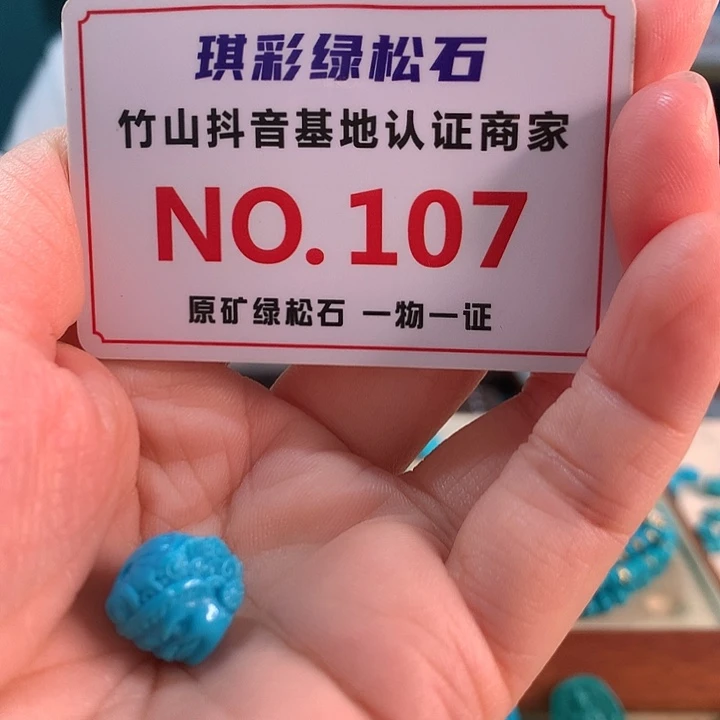 琪彩绿松石
竹山抖音基地认证商家
NO.107
原矿绿松石 一物一证